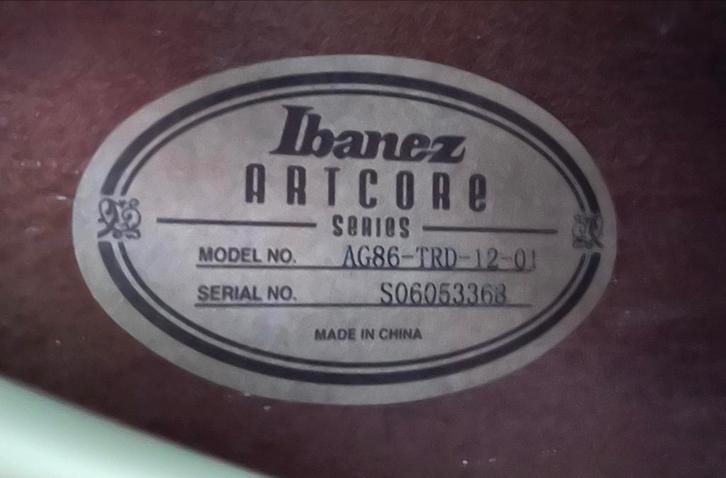 Ibanez
ARTCORE
SERIES
MODEL NO. AG86-TRD-12-01
SERIAL NO. S06053368
MADE IN CHINA